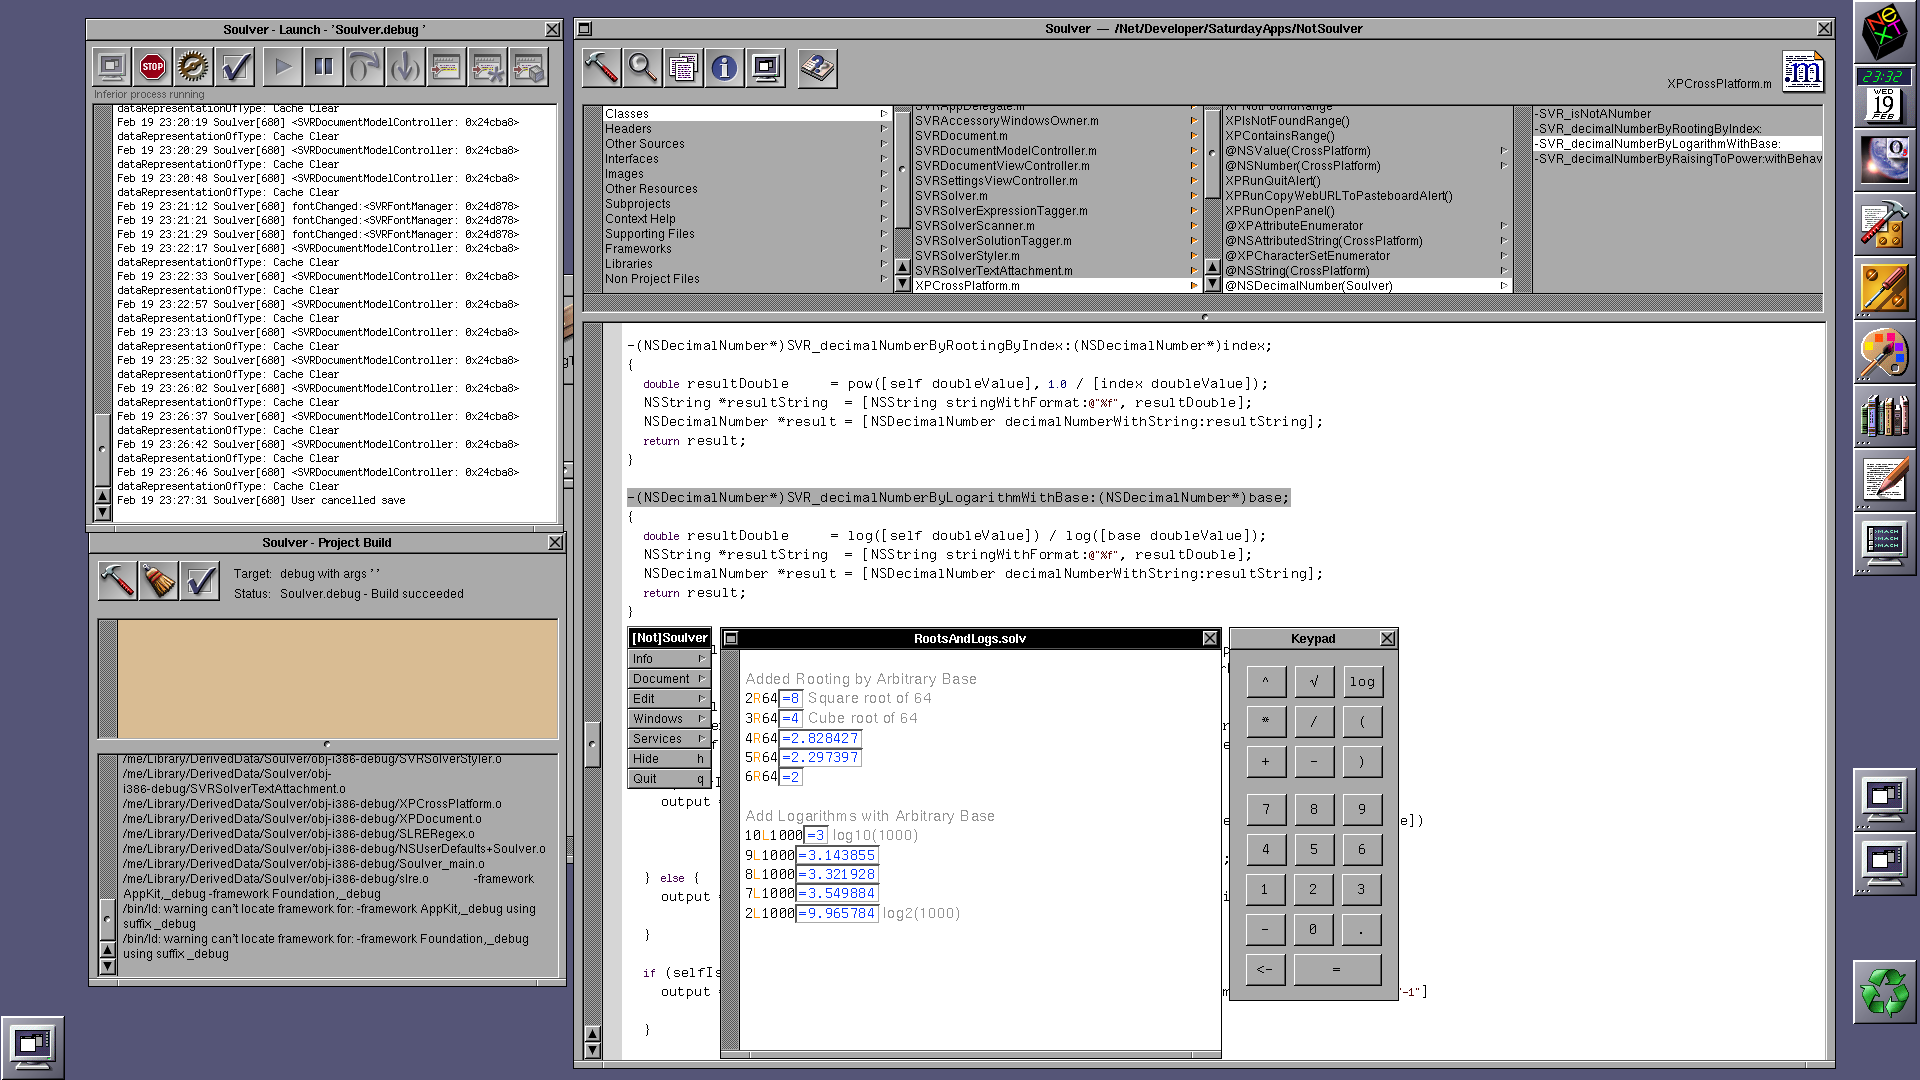 Soulver - Launch - 'Soulver.debug '
STOP
Inferior process running
dataRepresentationOfType: Cache Clear
Feb 19 23:20:19 Soulver[680] <SVRDocumentModelController: 0x24cba8>
dataRepresentationOfType: Cache Clear
Feb 19 23:20:29 Soulver[680] <SVRDocumentModelController: 0x24cba8>
dataRepresentationOfType: Cache Clear
Feb 19 23:20:48 Soulver[680] <SVRDocumentModelController: 0x24cba8>
dataRepresentationOfType: Cache Clear
Feb 19 23:21:12 Soulver[680] fontChanged:<SVRFontManager: 0x24d878>
Feb 19 23:21:21 Soulver[680] fontChanged:<SVRFontManager: 0x24d878>
Feb 19 23:21:29 Soulver[680] fontChanged:<SVRFontManager: 0x24d878>
Feb 19 23:22:17 Soulver[680] <SVRDocumentModelController: 0x24cba8>
dataRepresentationOfType: Cache Clear
Feb 19 23:22:33 Soulver[680] <SVRDocumentModelController: 0x24cba8>
dataRepresentationOfType: Cache Clear
Feb 19 23:22:57 Soulver[680] <SVRDocumentModelController: 0x24cba8>
dataRepresentationOfType: Cache Clear
Feb 19 23:23:13 Soulver[680] <SVRDocumentModelController: 0x24cba8>
dataRepresentationOfType: Cache Clear
Feb 19 23:25:32 Soulver[680] <SVRDocumentModelController: 0x24cba8>
dataRepresentationOfType: Cache Clear
Feb 19 23:26:02 Soulver[680] <SVRDocumentModelController: 0x24cba8>
dataRepresentationOfType: Cache Clear
Feb 19 23:26:37 Soulver[680] <SVRDocumentModelController: 0x24cba8>
dataRepresentationOfType: Cache Clear
Feb 19 23:26:42 Soulver[680] <SVRDocumentModelController: 0x24cba8>
dataRepresentationOfType: Cache Clear
Feb 19 23:26:46 Soulver[680] <SVRDocumentModelController: 0x24cba8>
dataRepresentationOfType: Cache Clear
Feb 19 23:27:31 Soulver[680] User cancelled save
Soulver - Project Build
Target: debug with args ' '
Status: Soulver.debug - Build succeeded
/me/Library/DerivedData/Soulver/obj-i386-debug/SVRSolverStyler.o
/me/Library/DerivedData/Soulver/obj-
i386-debug/SVRSolverTextAttachment.o
/me/Library/DerivedData/Soulver/obj-i386-debug/XPCrossPlatform.o
/me/Library/DerivedData/Soulver/obj-i386-debug/XPDocument.o
/me/Library/DerivedData/Soulver/obj-i386-debug/SLRERegex.o
/me/Library/DerivedData/Soulver/obj-i386-debug/NSUserDefaults+Soulver.o
/me/Library/DerivedData/Soulver/obj-i386-debug/Soulver_main.o
/me/Library/DerivedData/Soulver/obj-i386-debug/slre.o -framework
AppKit,_debug -framework Foundation,_debug
/bin/ld: warning can't locate framework for: -framework AppKit,_debug using
suffix _debug
/bin/ld: warning can't locate framework for: -framework Foundation,_debug
using suffix _debug
Soulver — /Net/Developer/SaturdayApps/NotSoulver
XPCrossPlatform.m
.m
Classes
Headers
Other Sources
Interfaces
Images
Other Resources
Subprojects
Context Help
Supporting Files
Frameworks
Libraries
Non Project Files
SVRAppDelegate.m
SVRAccessoryWindowsOwner.m
SVRDocument.m
SVRDocumentModelController.m
SVRDocumentViewController.m
SVRSettingsViewController.m
SVRSolver.m
SVRSolverExpressionTagger.m
SVRSolverScanner.m
SVRSolverSolutionTagger.m
SVRSolverStyler.m
SVRSolverTextAttachment.m
XPCrossPlatform.m
XPNotFoundRange
XPIsNotFoundRange()
XPContainsRange()
@NSValue(CrossPlatform)
@NSNumber(CrossPlatform)
XPRunQuitAlert()
XPRunCopyWebURLToPasteboardAlert()
XPRunOpenPanel()
@XPAttributeEnumerator
@NSAttributedString(CrossPlatform)
@XPCharacterSetEnumerator
@NSString(CrossPlatform)
@NSDecimalNumber(Soulver)
-SVR_isNotANumber
-SVR_decimalNumberByRootingByIndex:
-SVR_decimalNumberByLogarithmWithBase:
-SVR_decimalNumberByRaisingToPower:withBehav
-(NSDecimalNumber*)SVR_decimalNumberByRootingByIndex:(NSDecimalNumber*)index;
{
double resultDouble = pow([self doubleValue], 1.0 / [index doubleValue]);
NSString *resultString = [NSString stringWithFormat:@"%f", resultDouble];
NSDecimalNumber *result = [NSDecimalNumber decimalNumberWithString:resultString];
return result;
}
-(NSDecimalNumber*)SVR_decimalNumberByLogarithmWithBase:(NSDecimalNumber*)base;
{
double resultDouble = log([self doubleValue]) / log([base doubleValue]);
NSString *resultString = [NSString stringWithFormat:@"%f", resultDouble];
NSDecimalNumber *result = [NSDecimalNumber decimalNumberWithString:resultString];
return result;
}
output =
e])
} else {
output =
}
if (selfIs
output =
"-1"]
}
[Not]Soulver
Info
Document
Edit
Windows
Services
Hide h
Quit q
RootsAndLogs.solv
Added Rooting by Arbitrary Base
2R64=8 Square root of 64
3R64=4 Cube root of 64
4R64=2.828427
5R64=2.297397
6R64=2
Add Logarithms with Arbitrary Base
10L1000=3 log10(1000)
9L1000=3.143855
8L1000=3.321928
7L1000=3.549884
2L1000=9.965784 log2(1000)
Keypad
^ √ log
* / (
+ - )
7 8 9
4 5 6
1 2 3
- 0 .
<- =
NeXT
23:32
WED
19
FEB
MACH
MACH